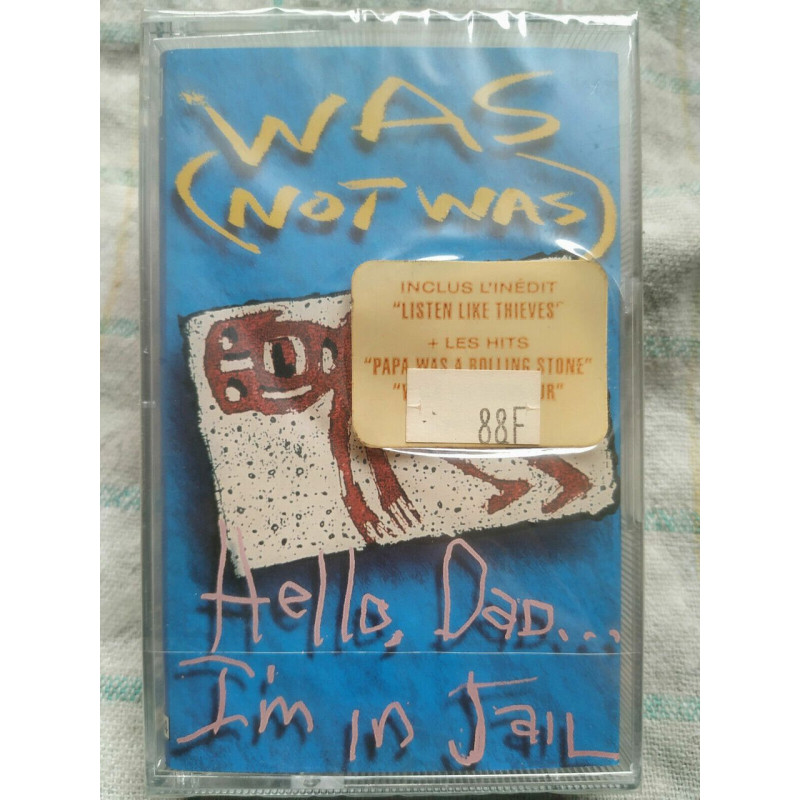 WAS
(NOT WAS)
INCLUS L'INÉDIT
"LISTEN LIKE THIEVES"
+ LES HITS
"PAPA WAS A ROLLING STONE"
88F
Hello, DAD...
I'm in JAIL